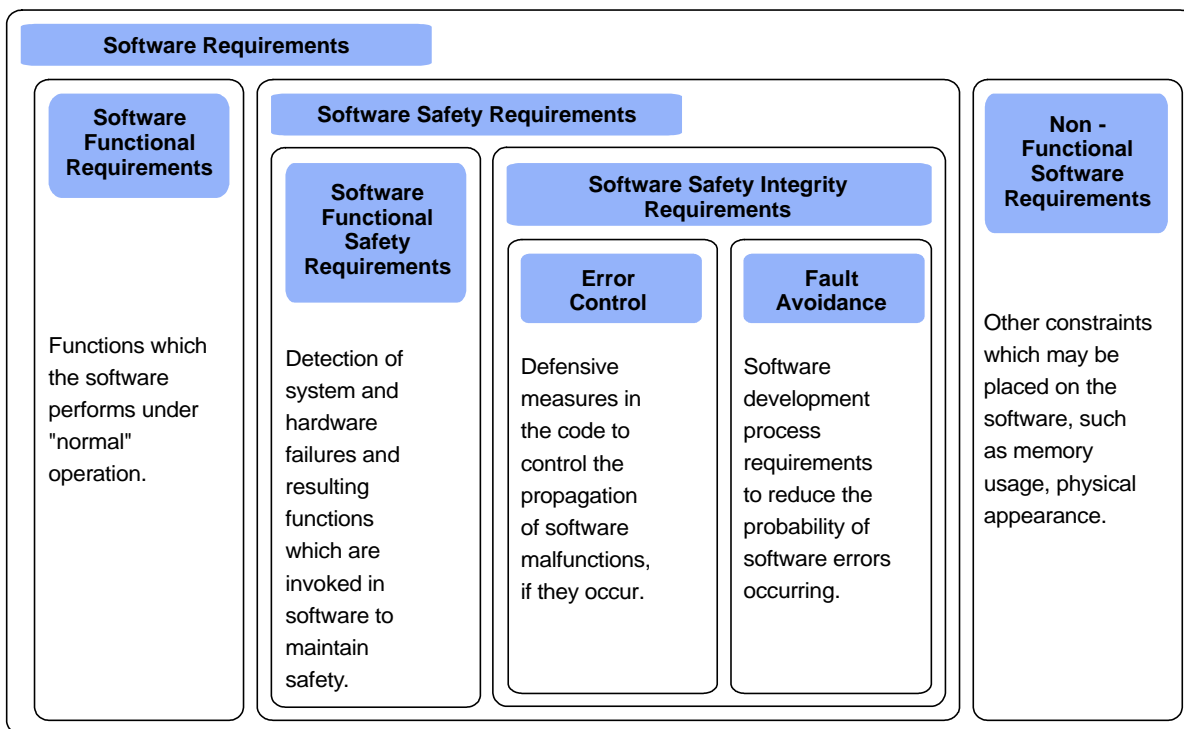 Software Requirements
Software
Functional
Requirements
Functions which
the software
performs under
"normal"
operation.
Software Safety Requirements
Software
Functional
Safety
Requirements
Detection of
system and
hardware
failures and
resulting
functions
which are
invoked in
software to
maintain
safety.
Software Safety Integrity
Requirements
Error
Control
Defensive
measures in
the code to
control the
propagation
of software
malfunctions,
if they occur.
Fault
Avoidance
Software
development
process
requirements
to reduce the
probability of
software errors
occurring.
Non -
Functional
Software
Requirements
Other constraints
which may be
placed on the
software, such
as memory
usage, physical
appearance.